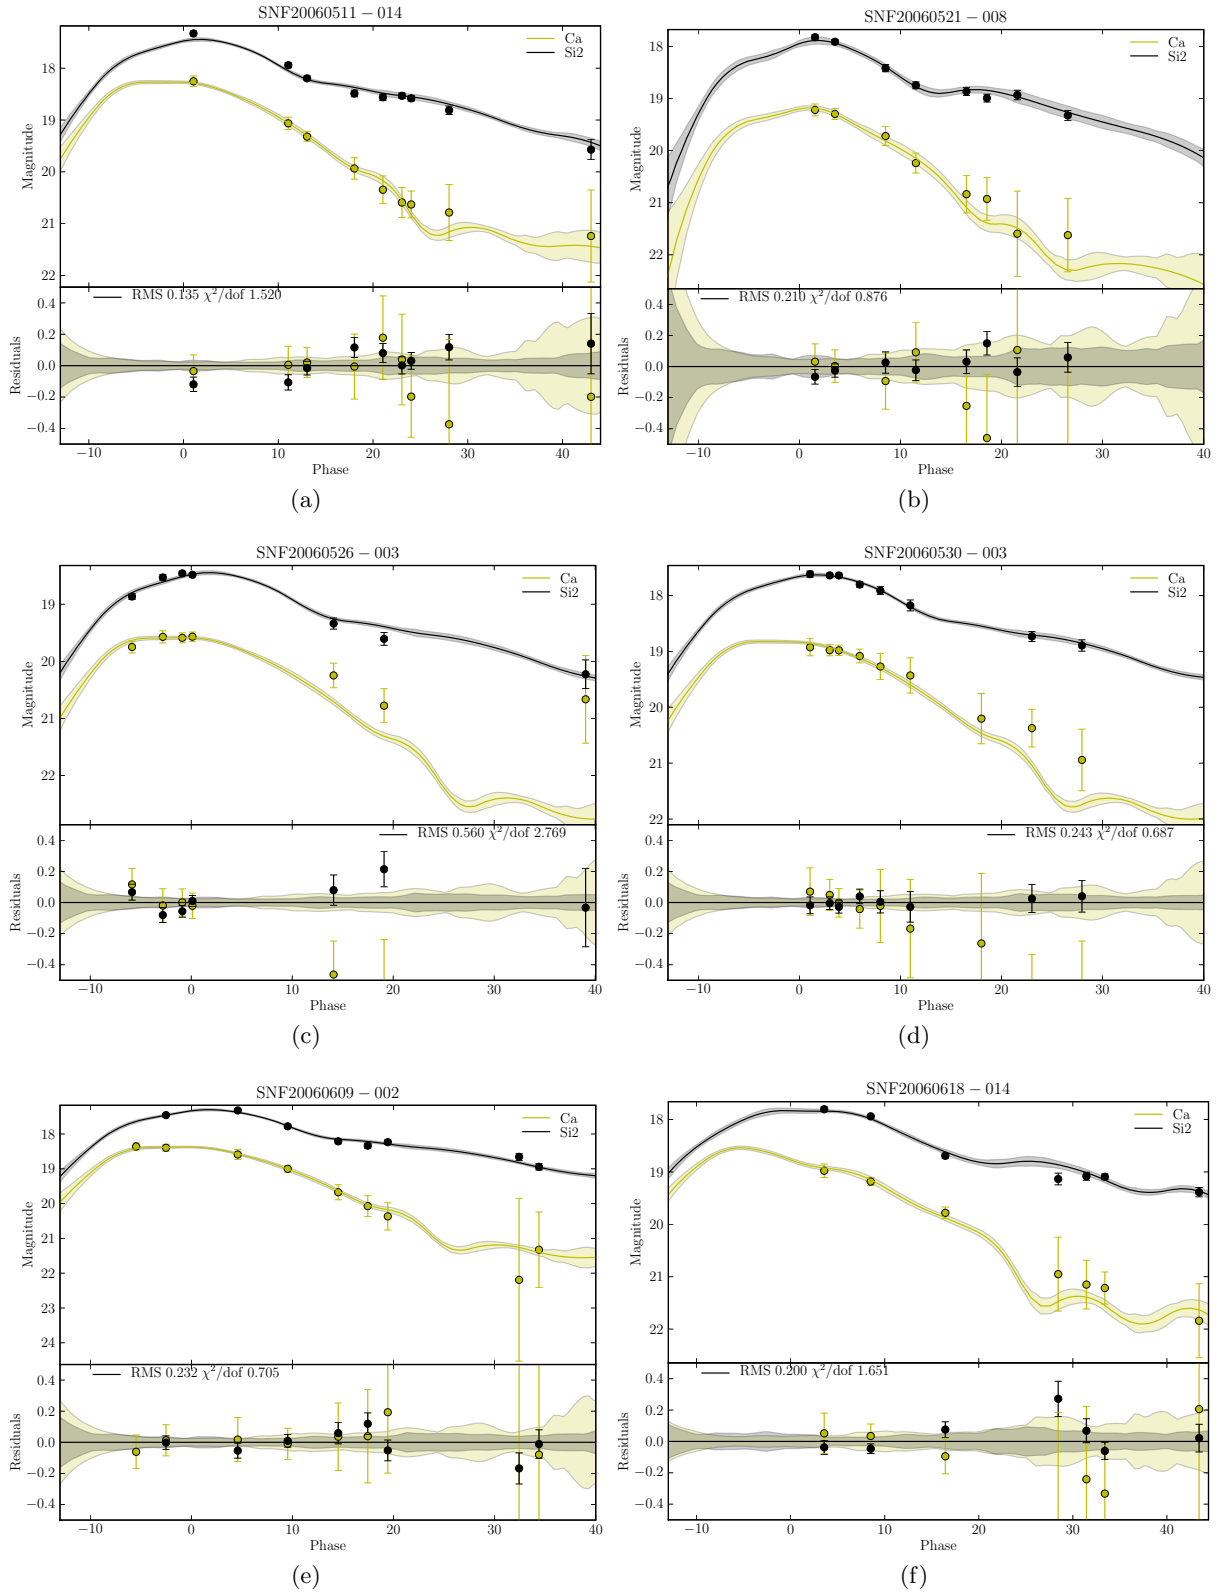 SNF20060511 − 014
Ca
Si2
18
19
20
21
22
Magnitude
RMS 0.135 χ²/dof 1.520
0.4
0.2
0.0
−0.2
−0.4
Residuals
−10 0 10 20 30 40
Phase
(a)
SNF20060521 − 008
Ca
Si2
18
19
20
21
22
Magnitude
RMS 0.210 χ²/dof 0.876
0.4
0.2
0.0
−0.2
−0.4
Residuals
−10 0 10 20 30 40
Phase
(b)
SNF20060526 − 003
Ca
Si2
19
20
21
22
Magnitude
RMS 0.560 χ²/dof 2.769
0.4
0.2
0.0
−0.2
−0.4
Residuals
−10 0 10 20 30 40
Phase
(c)
SNF20060530 − 003
Ca
Si2
18
19
20
21
22
Magnitude
RMS 0.243 χ²/dof 0.687
0.4
0.2
0.0
−0.2
−0.4
Residuals
−10 0 10 20 30 40
Phase
(d)
SNF20060609 − 002
Ca
Si2
18
19
20
21
22
23
24
Magnitude
RMS 0.232 χ²/dof 0.705
0.4
0.2
0.0
−0.2
−0.4
Residuals
−10 0 10 20 30 40
Phase
(e)
SNF20060618 − 014
Ca
Si2
18
19
20
21
22
Magnitude
RMS 0.200 χ²/dof 1.651
0.4
0.2
0.0
−0.2
−0.4
Residuals
−10 0 10 20 30 40
Phase
(f)